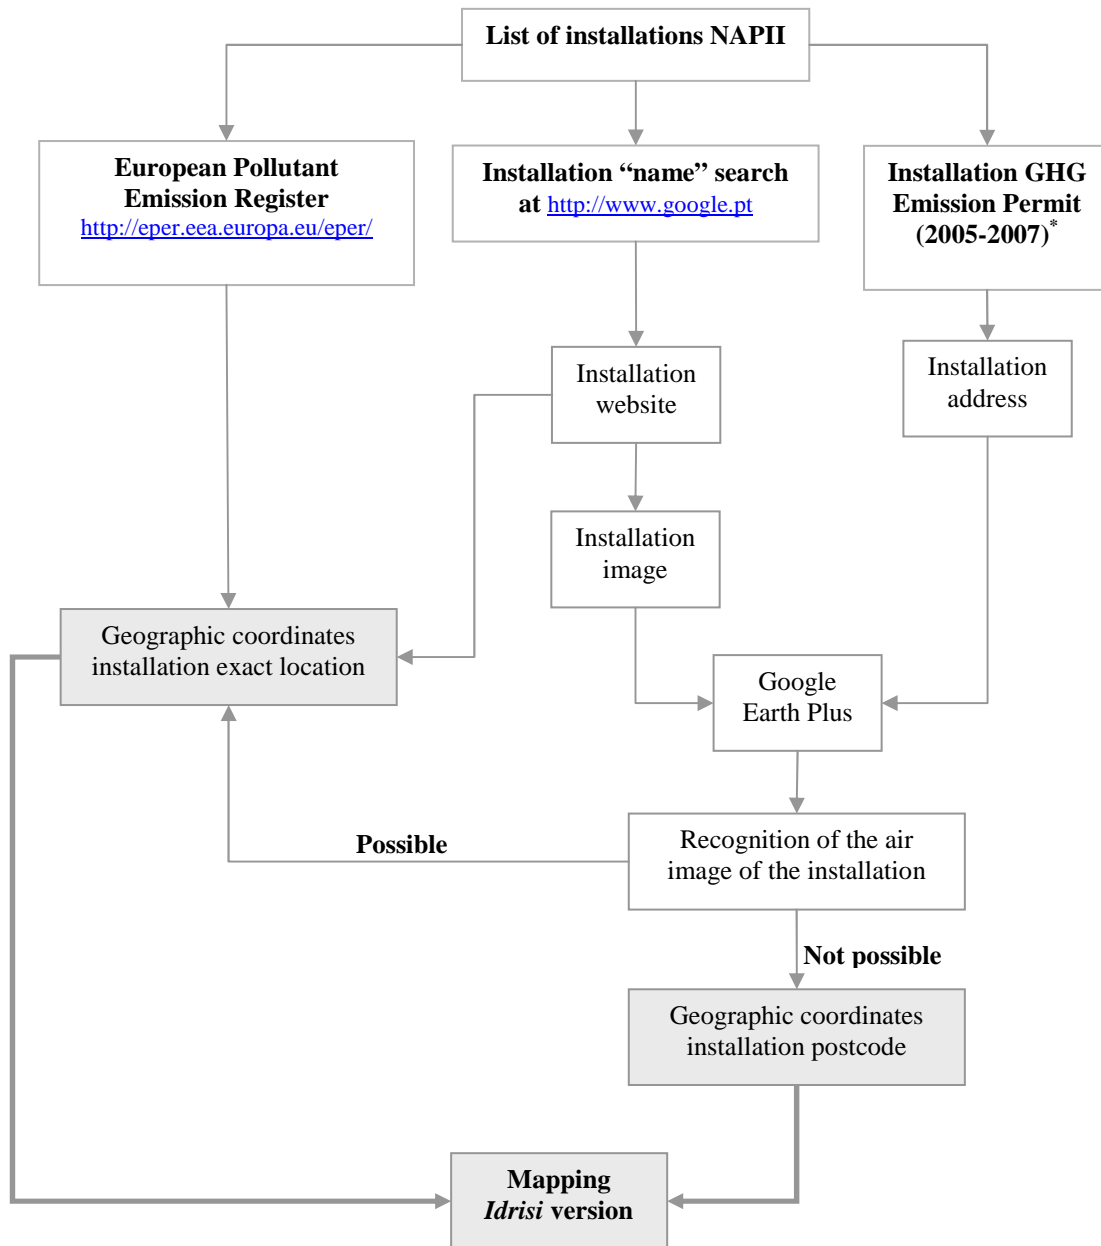 List of installations NAPII
European Pollutant
Emission Register
http://eper.eea.europa.eu/eper/
Installation “name” search
at http://www.google.pt
Installation GHG
Emission Permit
(2005-2007)*
Installation
website
Installation
address
Installation
image
Geographic coordinates
installation exact location
Google
Earth Plus
Possible
Recognition of the air
image of the installation
Not possible
Geographic coordinates
installation postcode
Mapping
Idrisi version